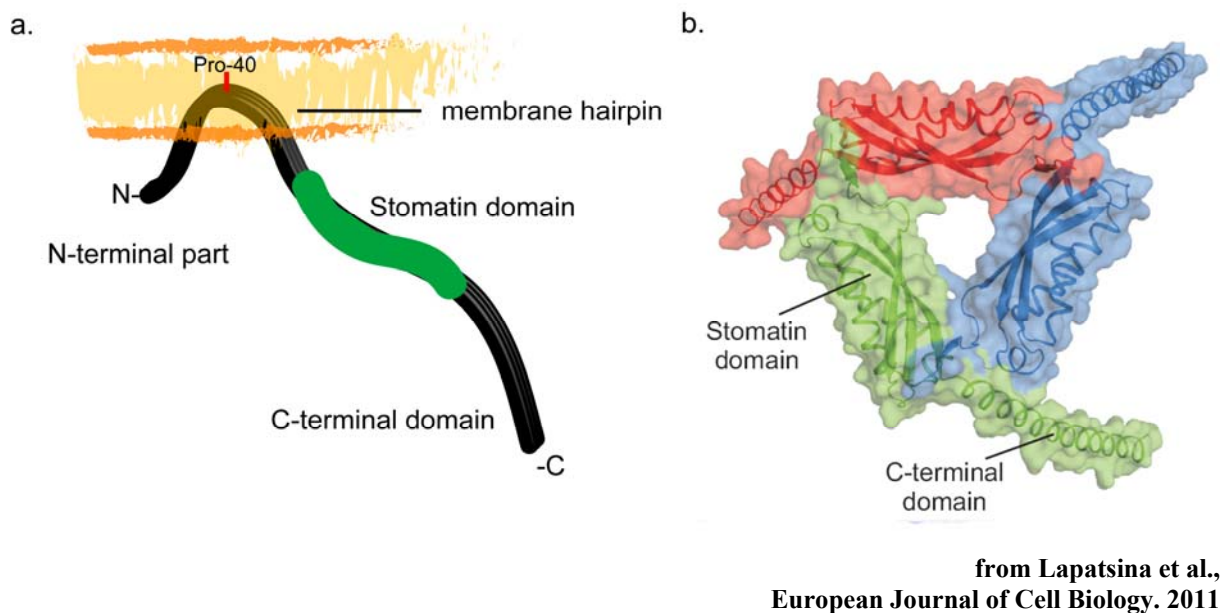 a.
Pro-40
membrane hairpin
N-
Stomatin domain
N-terminal part
C-terminal domain
-C
b.
Stomatin
domain
C-terminal
domain
from Lapatsina et al.,
European Journal of Cell Biology. 2011